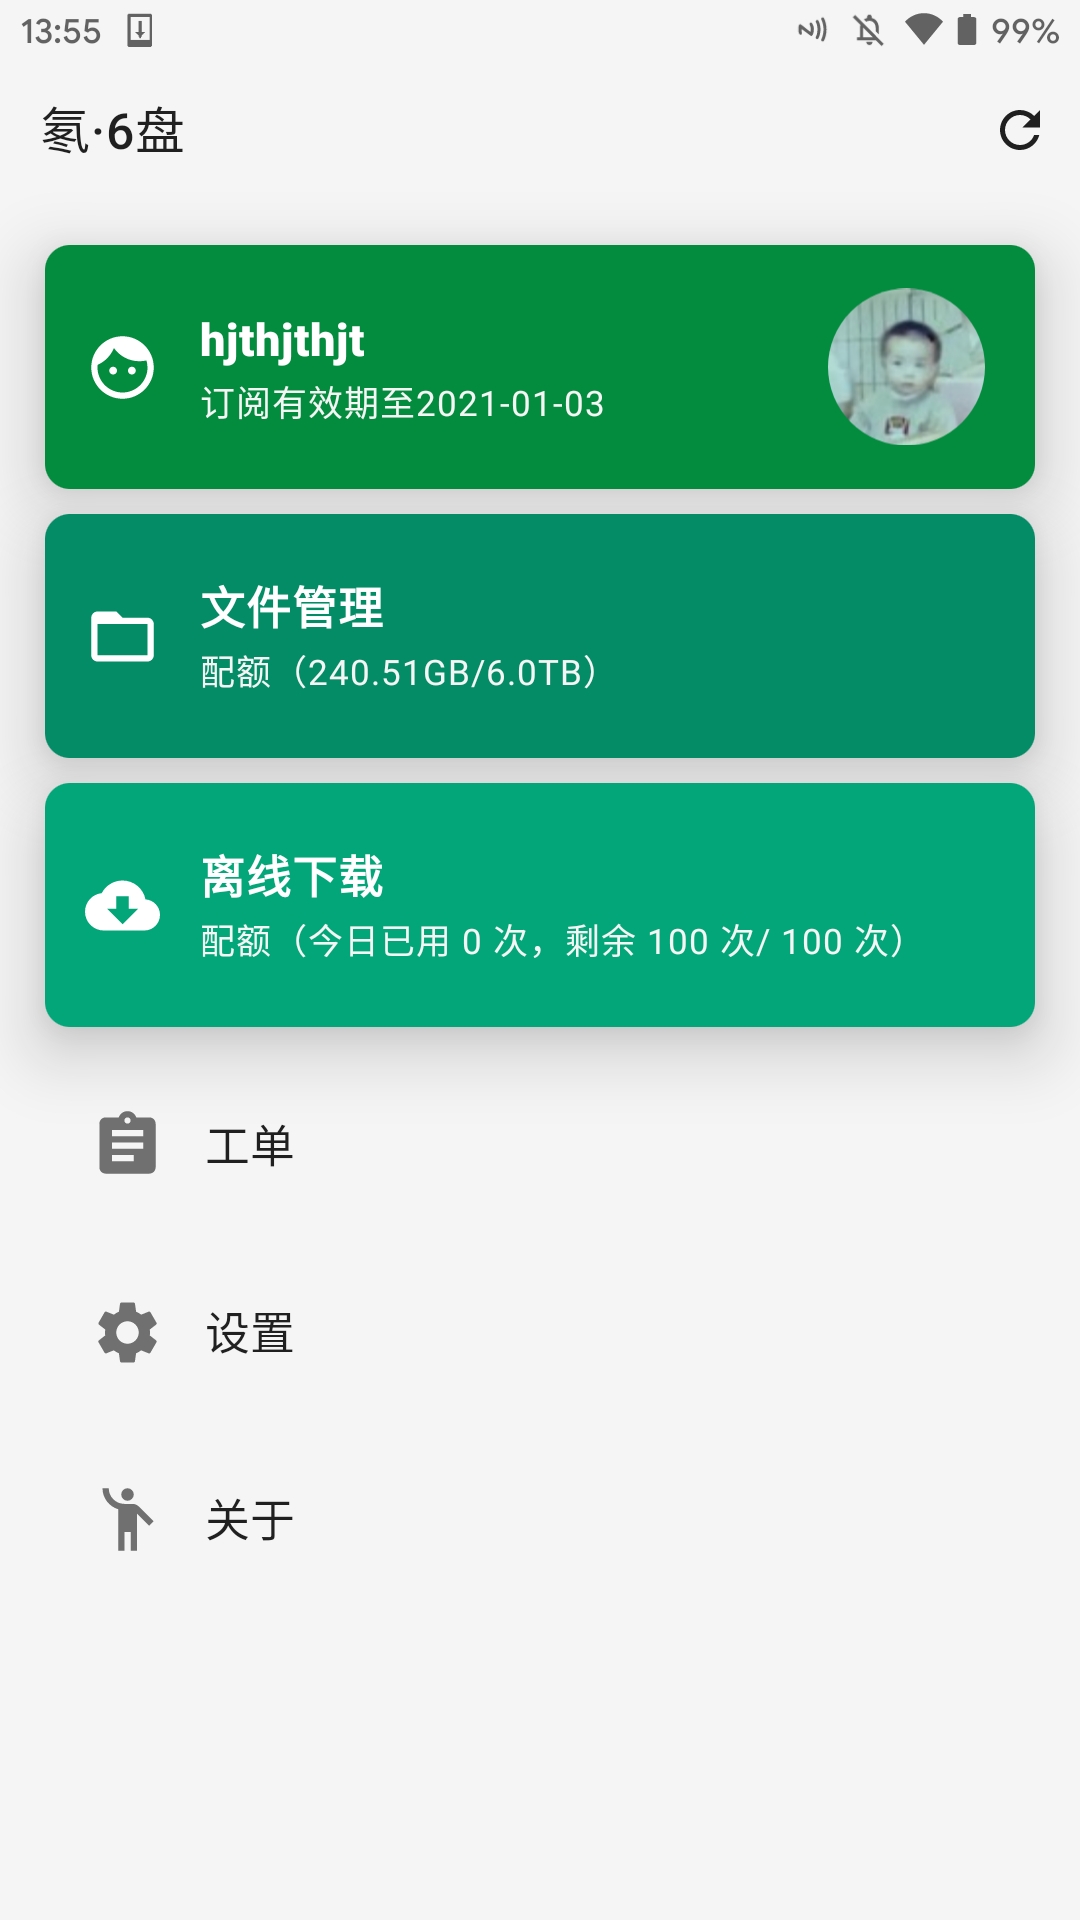 13:55 99%
氡·6盘
hjthjthjt
订阅有效期至2021-01-03
文件管理
配额（240.51GB/6.0TB）
离线下载
配额（今日已用 0 次，剩余 100 次/ 100 次）
工单
设置
关于